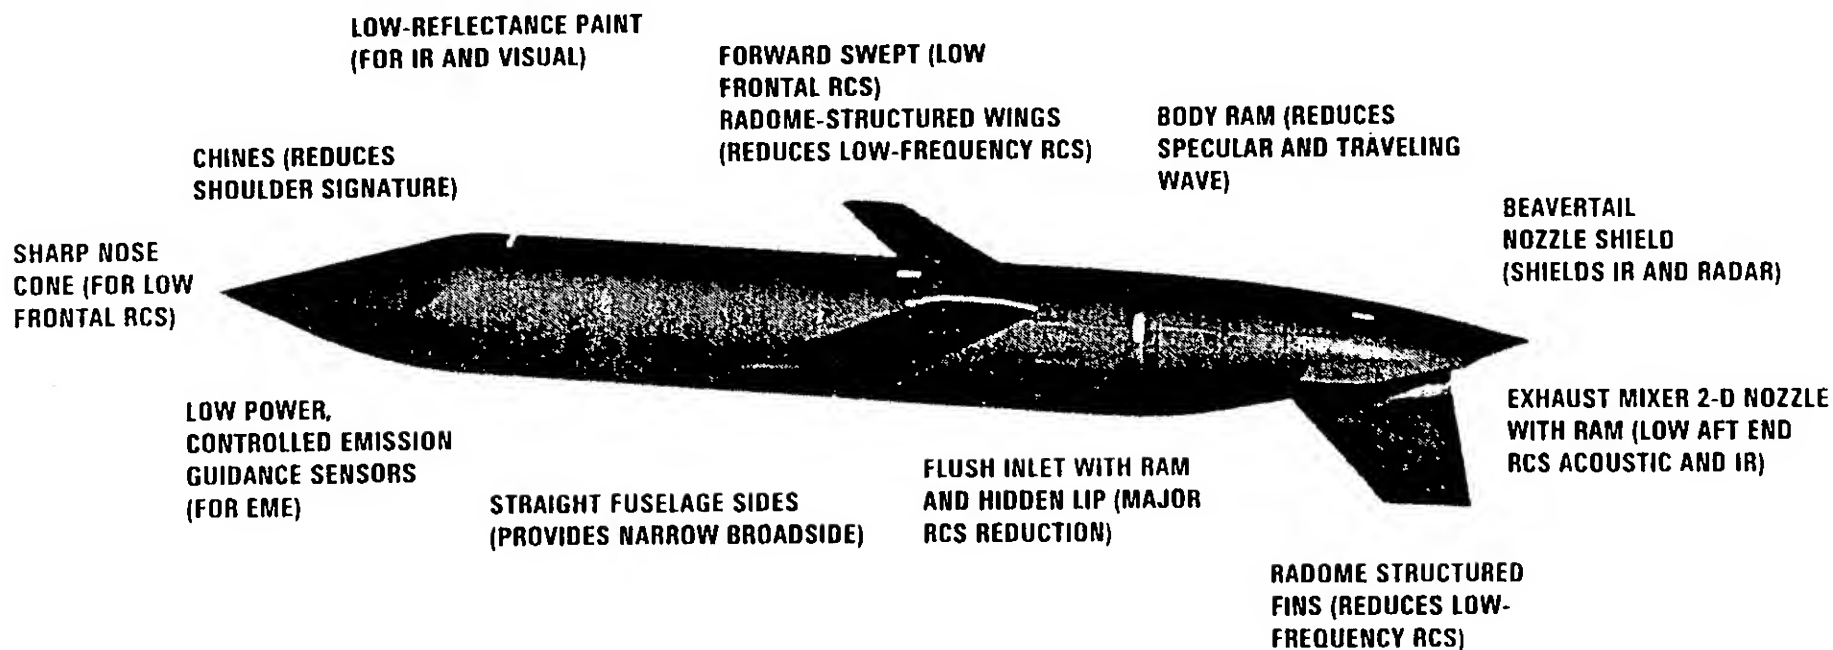 LOW-REFLECTANCE PAINT
(FOR IR AND VISUAL)
FORWARD SWEPT (LOW
FRONTAL RCS)
RADOME-STRUCTURED WINGS
(REDUCES LOW-FREQUENCY RCS)
BODY RAM (REDUCES
SPECULAR AND TRAVELING
WAVE)
CHINES (REDUCES
SHOULDER SIGNATURE)
BEAVERTAIL
NOZZLE SHIELD
(SHIELDS IR AND RADAR)
SHARP NOSE
CONE (FOR LOW
FRONTAL RCS)
LOW POWER,
CONTROLLED EMISSION
GUIDANCE SENSORS
(FOR EME)
STRAIGHT FUSELAGE SIDES
(PROVIDES NARROW BROADSIDE)
FLUSH INLET WITH RAM
AND HIDDEN LIP (MAJOR
RCS REDUCTION)
EXHAUST MIXER 2-D NOZZLE
WITH RAM (LOW AFT END
RCS ACOUSTIC AND IR)
RADOME STRUCTURED
FINS (REDUCES LOW-
FREQUENCY RCS)